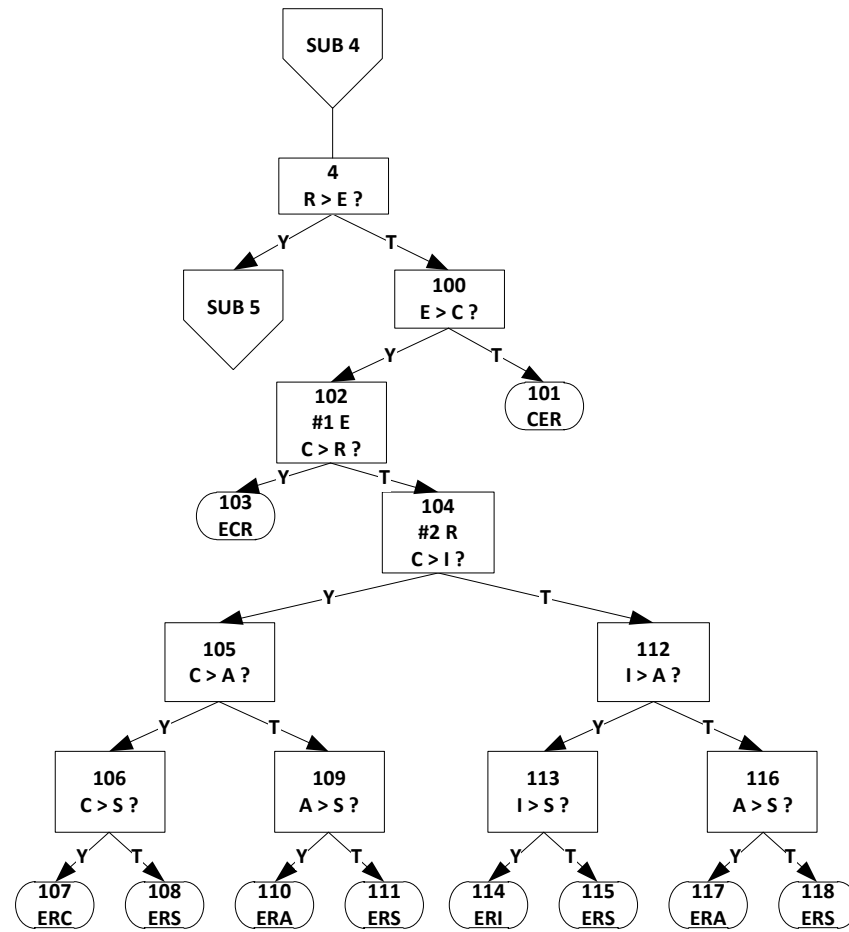 SUB 4
4
R > E ?
Y
T
SUB 5
100
E > C ?
Y
T
102
#1 E
C > R ?
101
CER
Y
T
103
ECR
104
#2 R
C > I ?
Y
T
105
C > A ?
112
I > A ?
Y
T
Y
T
106
C > S ?
109
A > S ?
113
I > S ?
116
A > S ?
Y
T
Y
T
Y
T
Y
T
107
ERC
108
ERS
110
ERA
111
ERS
114
ERI
115
ERS
117
ERA
118
ERS